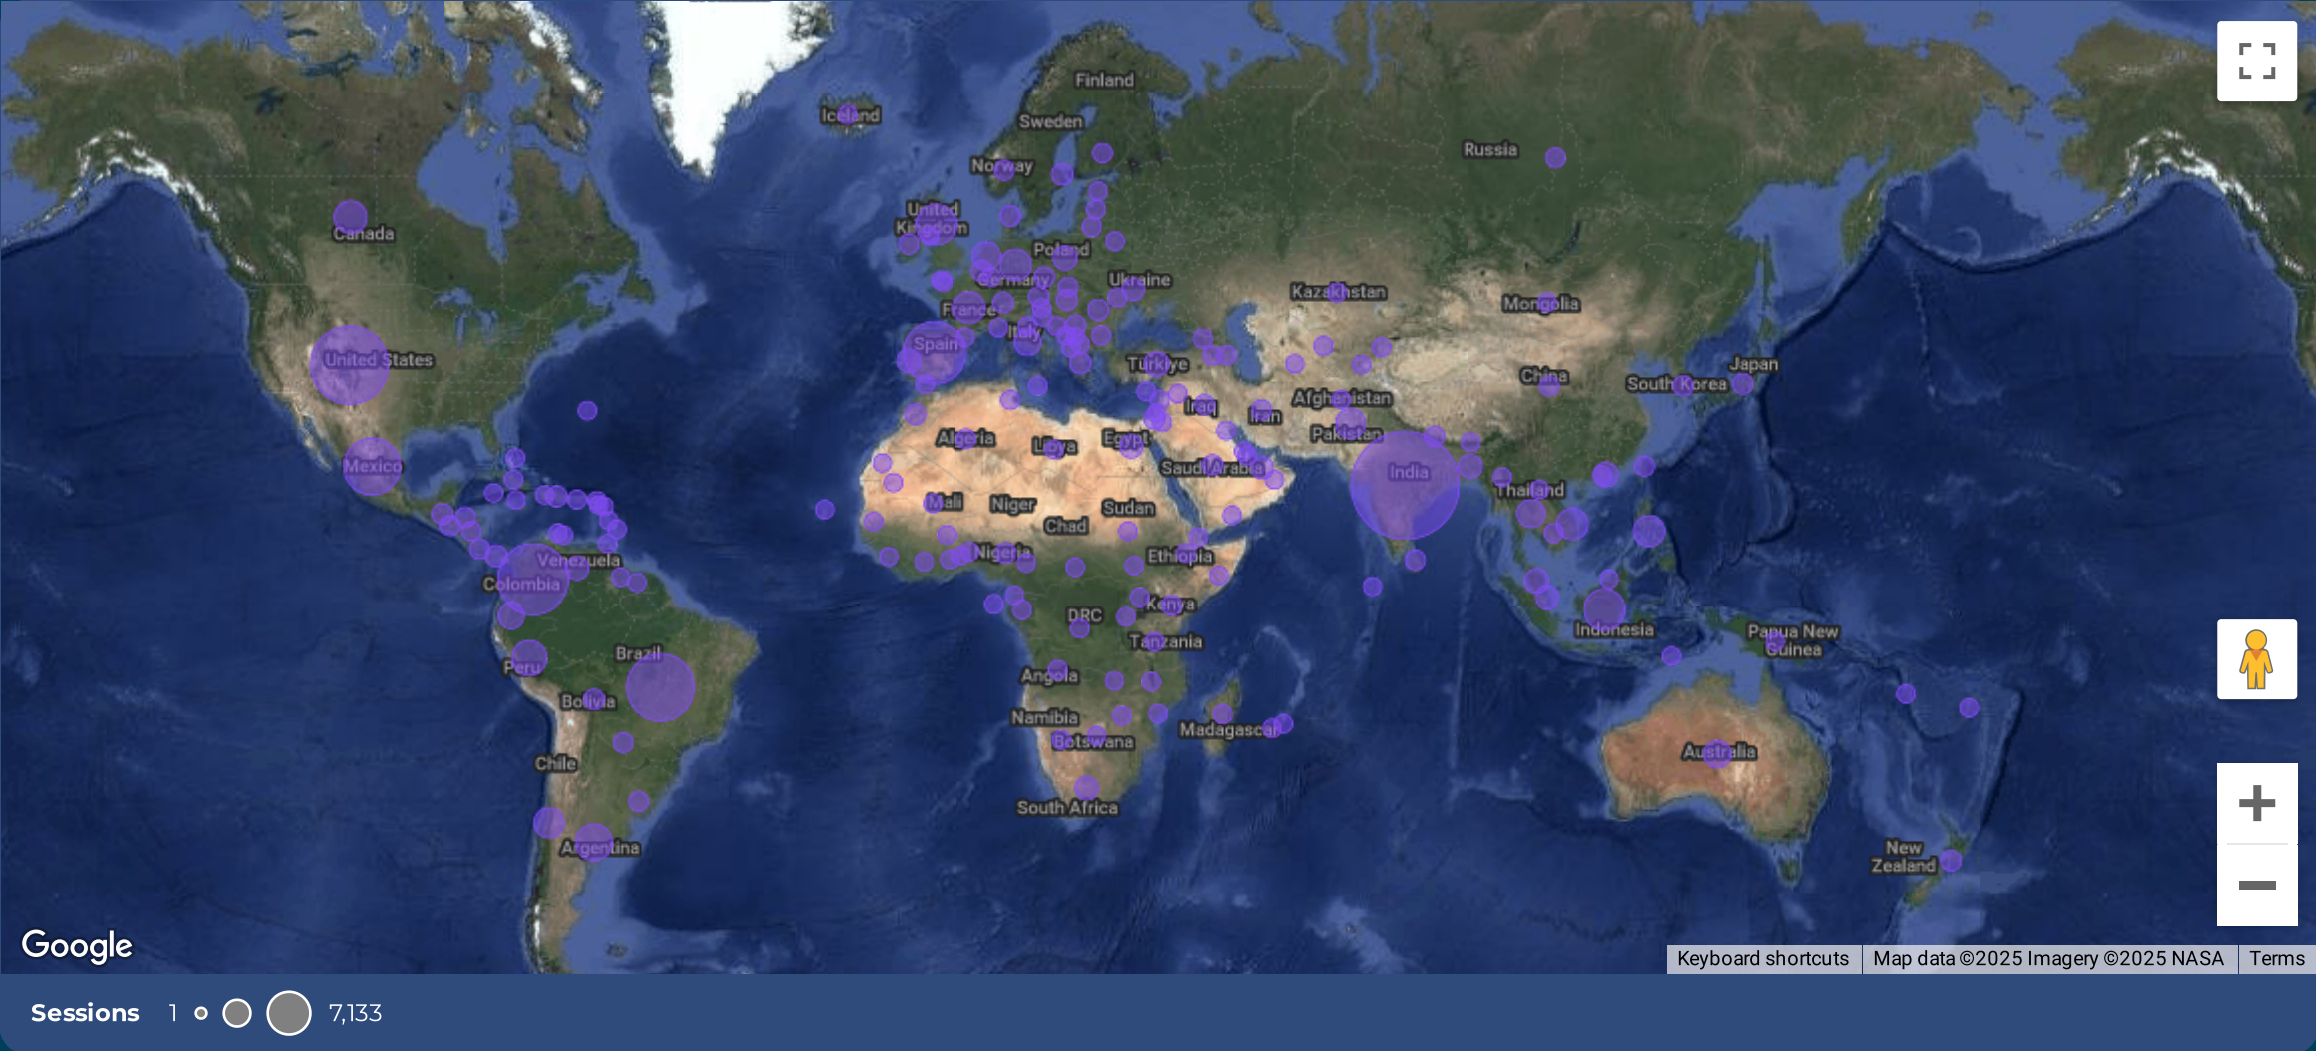 Finland
Iceland
Sweden
Russia
Norway
United
Kingdom
Canada
Poland
Germany
Ukraine
Kazakhstan
Mongolia
France
Italy
Spain
United States
Türkiye
Japan
China
South Korea
Afghanistan
Iraq
Iran
Pakistan
Algeria
Libya
Egypt
Mexico
Saudi Arabia
India
Thailand
Mali
Niger
Sudan
Chad
Nigeria
Ethiopia
Venezuela
Colombia
Kenya
DRC
Indonesia
Papua New
Guinea
Tanzania
Brazil
Peru
Angola
Bolivia
Namibia
Botswana
Madagascar
Australia
Chile
South Africa
Argentina
New
Zealand
Google
Keyboard shortcuts
Map data ©2025 Imagery ©2025 NASA
Terms
Sessions 1 7,133